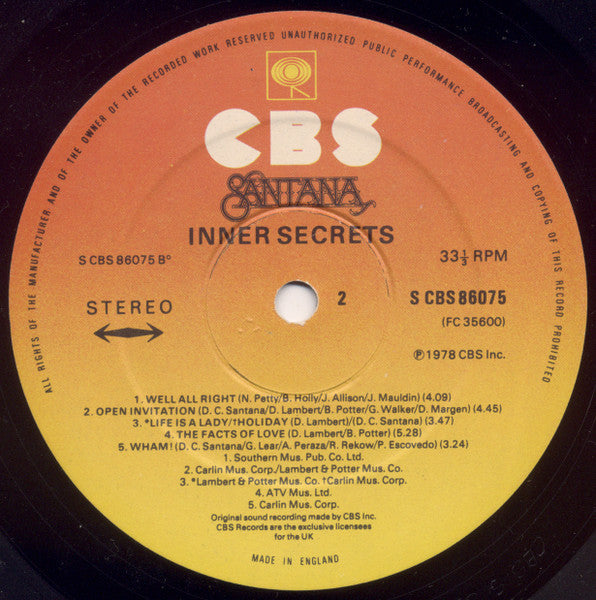 ALL RIGHTS OF THE MANUFACTURER AND OF THE OWNER OF THE RECORDED WORK RESERVED UNAUTHORIZED PUBLIC PERFORMANCE BROADCASTING AND COPYING OF THIS RECORD PROHIBITED
CBS
SANTANA
INNER SECRETS
S CBS 86075 B°
33⅓ RPM
STEREO
2
S CBS 86075
(FC 35600)
℗ 1978 CBS Inc.
1. WELL ALL RIGHT (N. Petty/B. Holly/J. Allison/J. Mauldin) (4.09)
2. OPEN INVITATION (D. C. Santana/D. Lambert/B. Potter/G. Walker/D. Margen) (4.45)
3. *LIFE IS A LADY/†HOLIDAY (D. Lambert)/(D. C. Santana) (3.47)
4. THE FACTS OF LOVE (D. Lambert/B. Potter) (5.28)
5. WHAM! (D. C. Santana/G. Lear/A. Peraza/R. Rekow/P. Escovedo) (3.24)
1. Southern Mus. Pub. Co. Ltd.
2. Carlin Mus. Corp./Lambert & Potter Mus. Co.
3. *Lambert & Potter Mus. Co. †Carlin Mus. Corp.
4. ATV Mus. Ltd.
5. Carlin Mus. Corp.
Original sound recording made by CBS Inc.
CBS Records are the exclusive licensees
for the UK
MADE IN ENGLAND